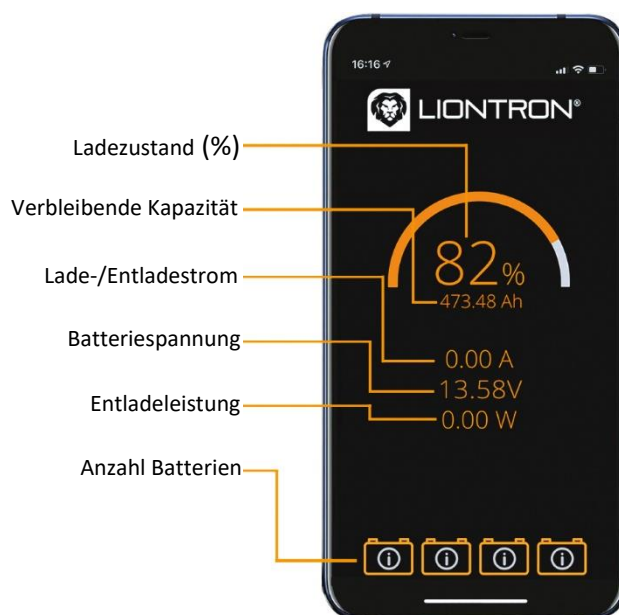 16:16
LIONTRON®
Ladezustand (%)
Verbleibende Kapazität
82%
Lade-/Entladestrom
473.48 Ah
Batteriespannung
0.00 A
13.58V
Entladeleistung
0.00 W
Anzahl Batterien